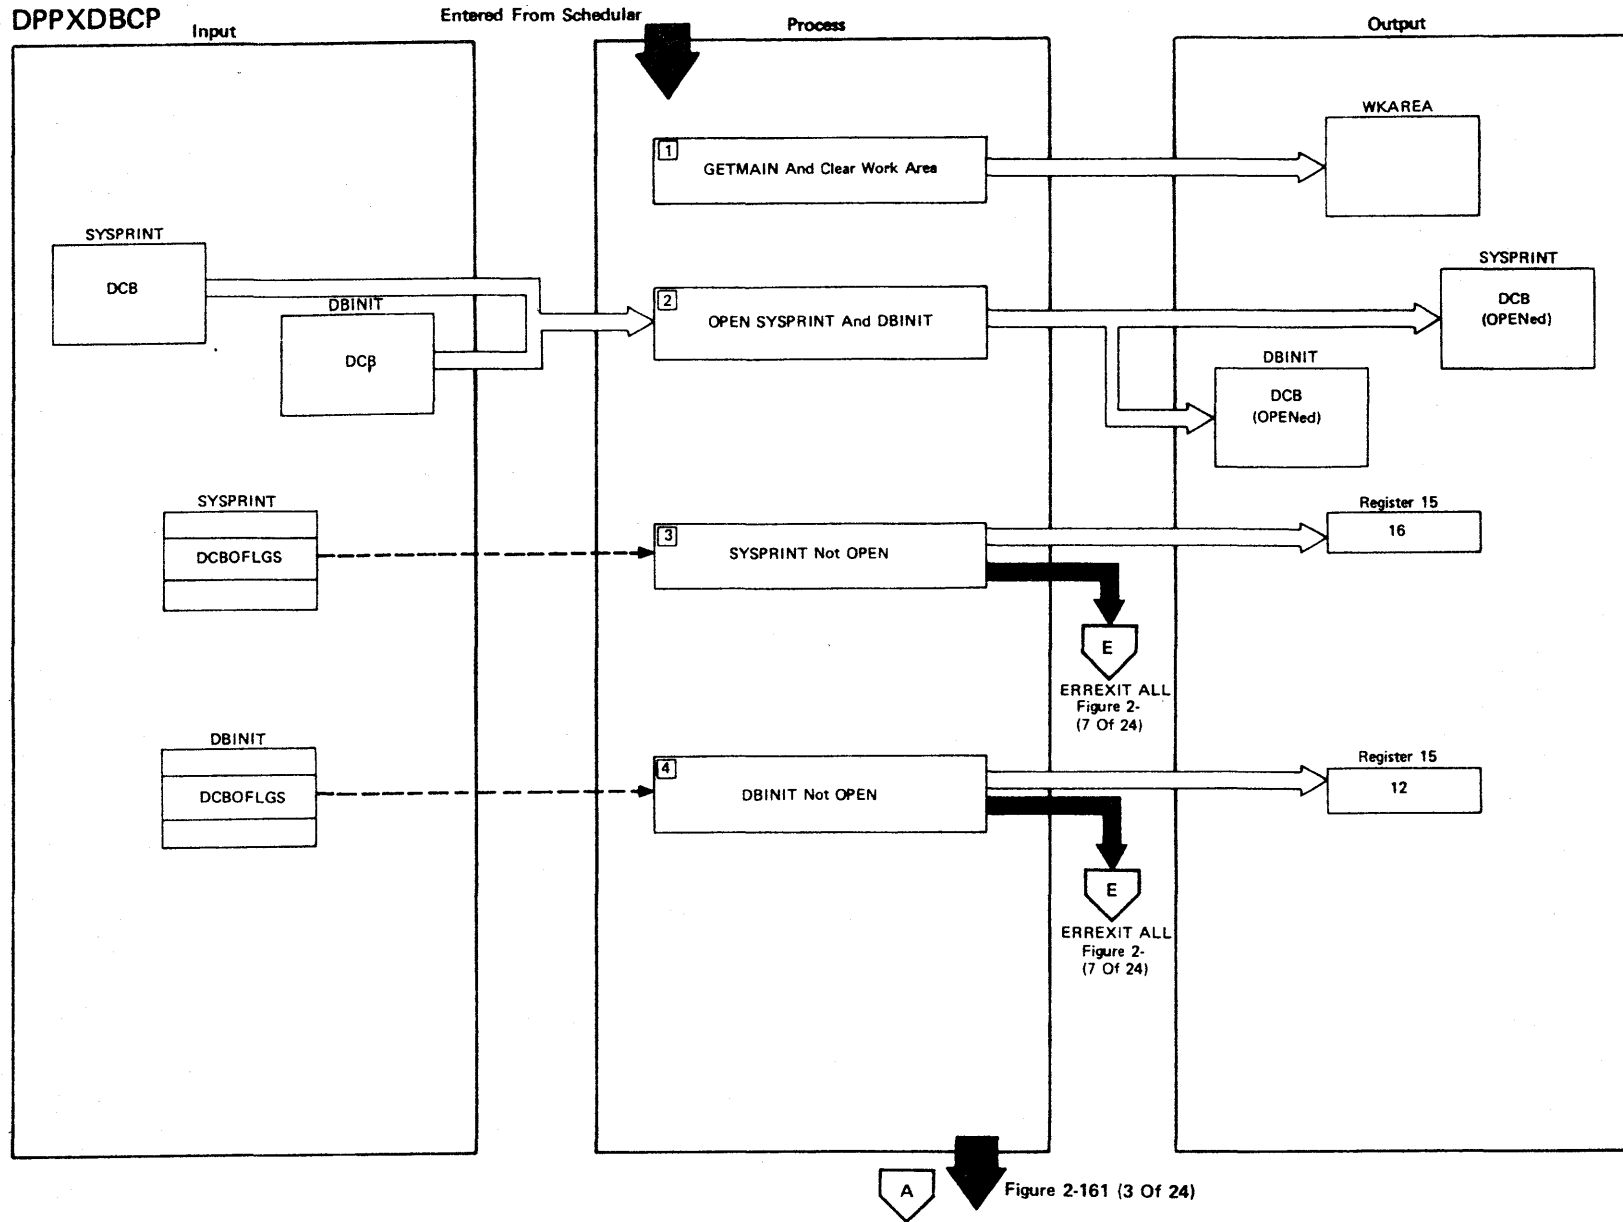 DPPXDBCP
Input
Entered From Schedular
Process
Output
WKAREA
1
GETMAIN And Clear Work Area
SYSPRINT
DCB
DBINIT
DCB
2
OPEN SYSPRINT And DBINIT
SYSPRINT
DCB
(OPENed)
DBINIT
DCB
(OPENed)
SYSPRINT
DCBOFLGS
3
SYSPRINT Not OPEN
Register 15
16
E
ERREXIT ALL
Figure 2-
(7 Of 24)
DBINIT
DCBOFLGS
4
DBINIT Not OPEN
Register 15
12
E
ERREXIT ALL
Figure 2-
(7 Of 24)
A
Figure 2-161 (3 Of 24)